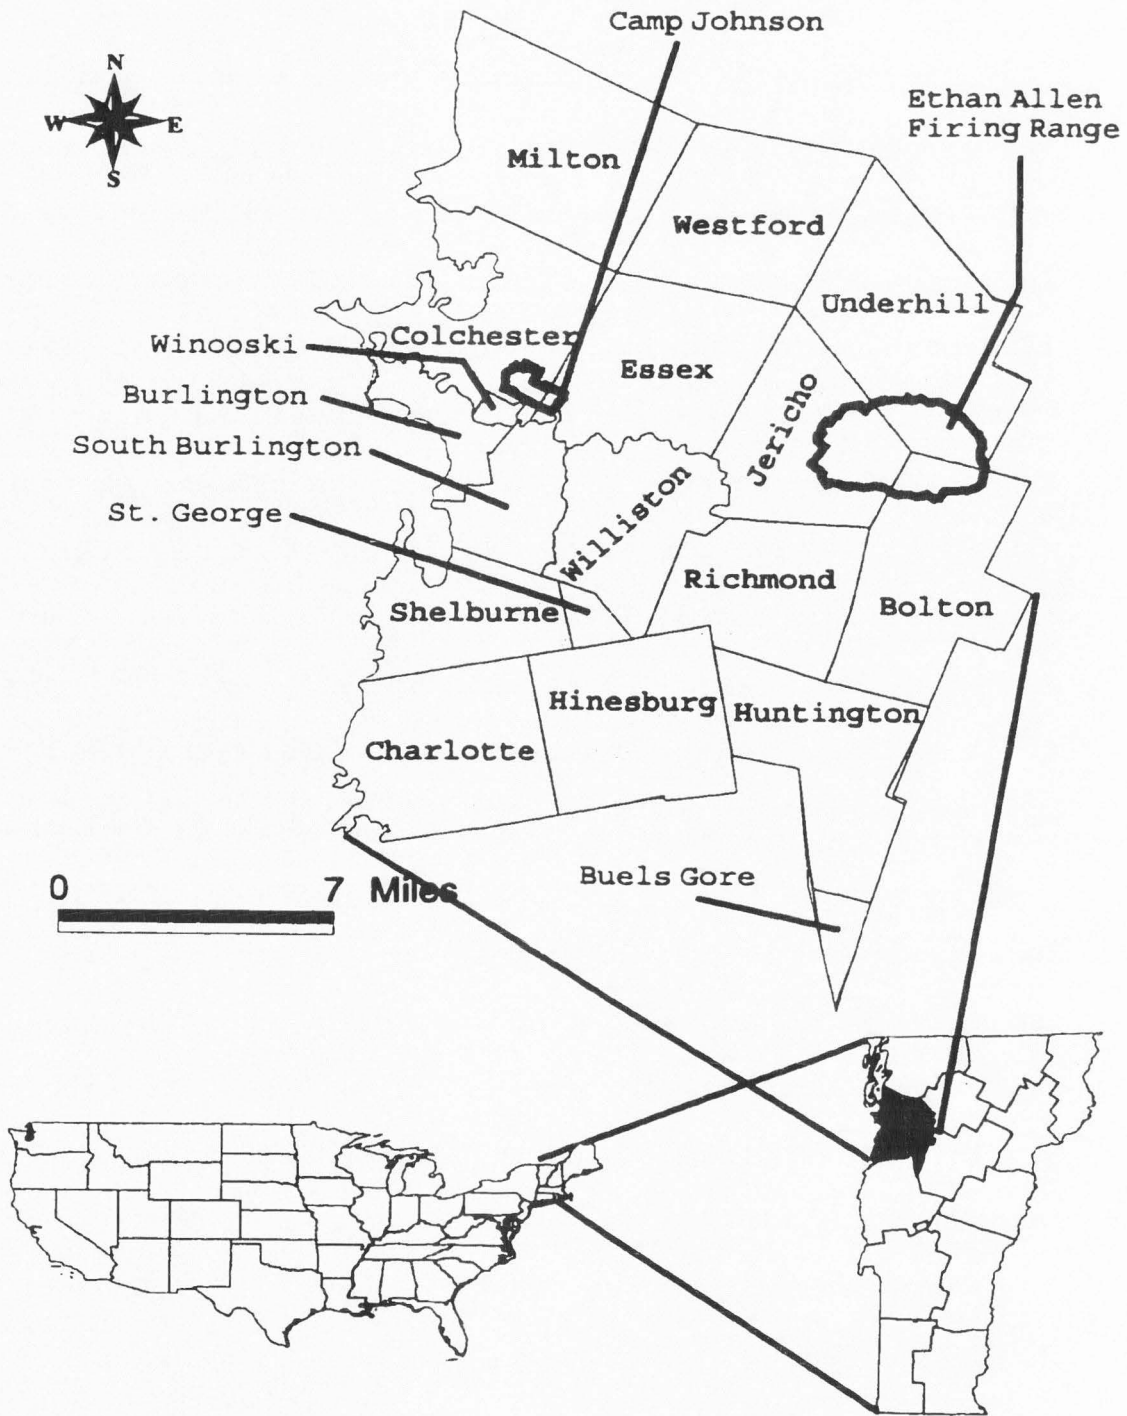 Camp Johnson
N
W E
S
Ethan Allen
Firing Range
Milton
Westford
Underhill
Colchester
Winooski
Essex
Jericho
Burlington
South Burlington
Williston
St. George
Richmond
Shelburne
Bolton
Hinesburg
Huntington
Charlotte
Buels Gore
0 7 Miles